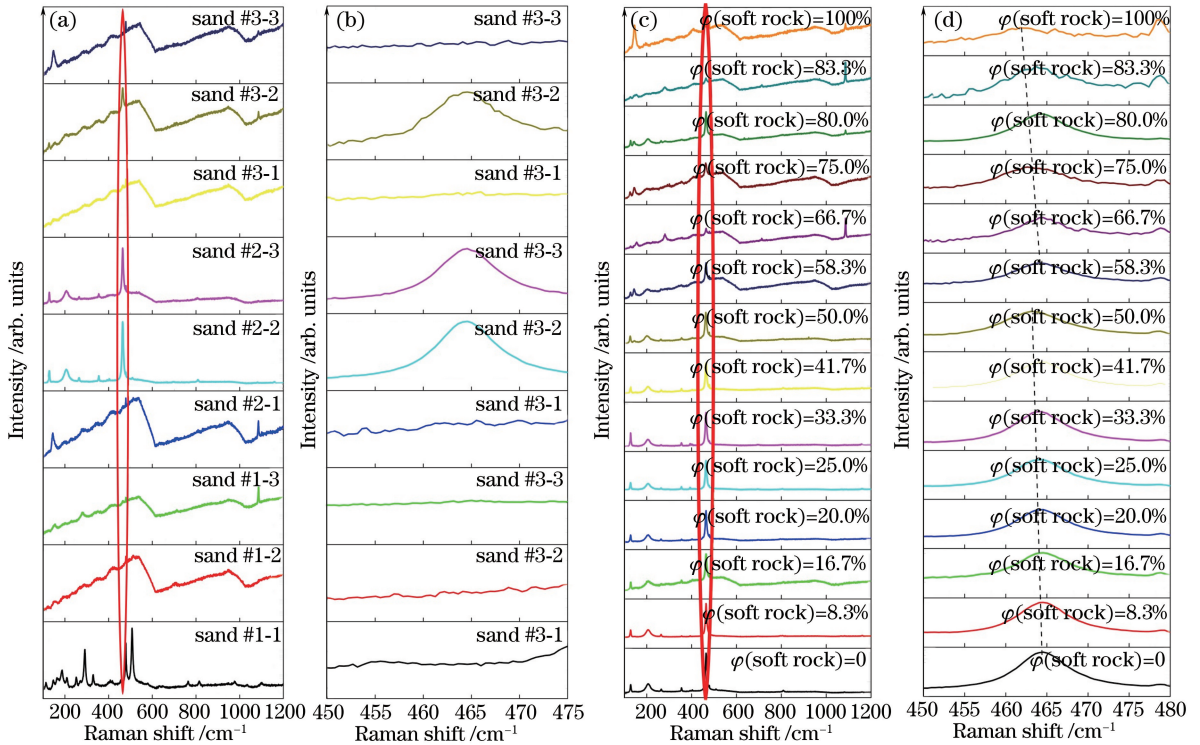 (a)
sand #3-3
sand #3-2
sand #3-1
sand #2-3
sand #2-2
sand #2-1
sand #1-3
sand #1-2
sand #1-1
Intensity /arb. units
200 400 600 800 1000 1200
Raman shift /cm⁻¹
(b)
sand #3-3
sand #3-2
sand #3-1
sand #3-3
sand #3-2
sand #3-1
sand #3-3
sand #3-2
sand #3-1
Intensity /arb. units
450 455 460 465 470 475
Raman shift /cm⁻¹
(c)
φ(soft rock)=100%
φ(soft rock)=83.3%
φ(soft rock)=80.0%
φ(soft rock)=75.0%
φ(soft rock)=66.7%
φ(soft rock)=58.3%
φ(soft rock)=50.0%
φ(soft rock)=41.7%
φ(soft rock)=33.3%
φ(soft rock)=25.0%
φ(soft rock)=20.0%
φ(soft rock)=16.7%
φ(soft rock)=8.3%
φ(soft rock)=0
Intensity /arb. units
200 400 600 800 1000 1200
Raman shift /cm⁻¹
(d)
φ(soft rock)=100%
φ(soft rock)=83.3%
φ(soft rock)=80.0%
φ(soft rock)=75.0%
φ(soft rock)=66.7%
φ(soft rock)=58.3%
φ(soft rock)=50.0%
φ(soft rock)=41.7%
φ(soft rock)=33.3%
φ(soft rock)=25.0%
φ(soft rock)=20.0%
φ(soft rock)=16.7%
φ(soft rock)=8.3%
φ(soft rock)=0
Intensity /arb. units
450 455 460 465 470 475 480
Raman shift /cm⁻¹